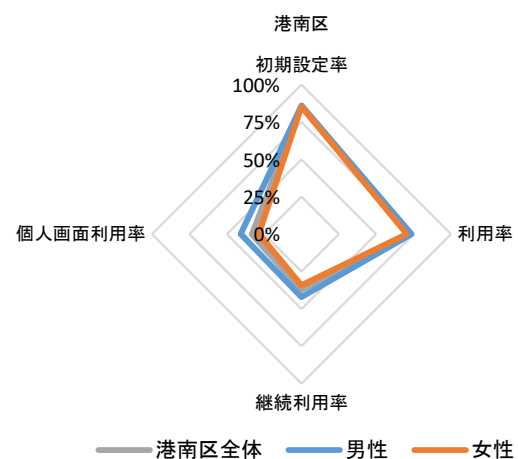 港南区
初期設定率
100%
75%
50%
25%
0%
個人画面利用率
利用率
継続利用率
港南区全体 男性 女性